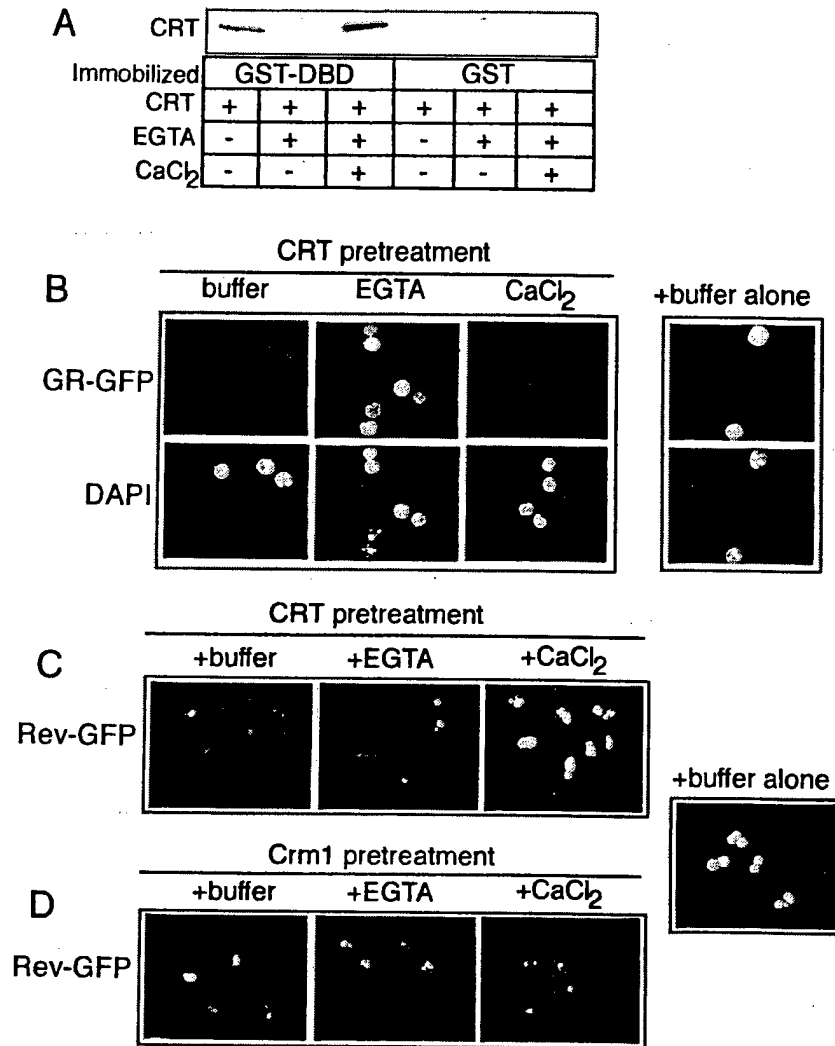 A
CRT
Immobilized GST-DBD GST
CRT + + + + + +
EGTA - + + - + +
CaCl2 - - + - +
CRT pretreatment
B
buffer EGTA CaCl2 +buffer alone
GR-GFP
DAPI
CRT pretreatment
C
+buffer +EGTA +CaCl2
Rev-GFP
+buffer alone
Crm1 pretreatment
D
+buffer +EGTA +CaCl2
Rev-GFP